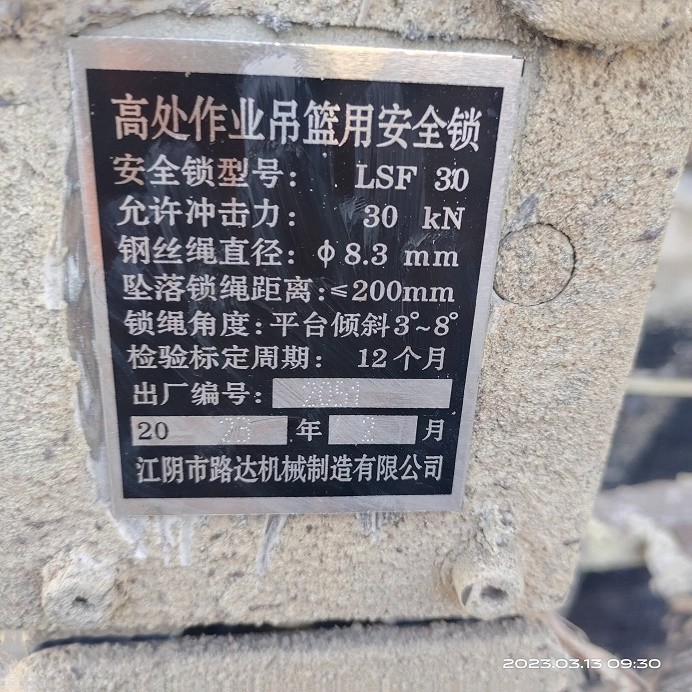 高处作业吊篮用安全锁
安全锁型号: LSF 30
允许冲击力: 30 kN
钢丝绳直径: ф8.3 mm
坠落锁绳距离:≤200mm
锁绳角度:平台倾斜3°~8°
检验标定周期: 12个月
出厂编号:
20 23 年 月
江阴市路达机械制造有限公司
2023.03.13 09:30